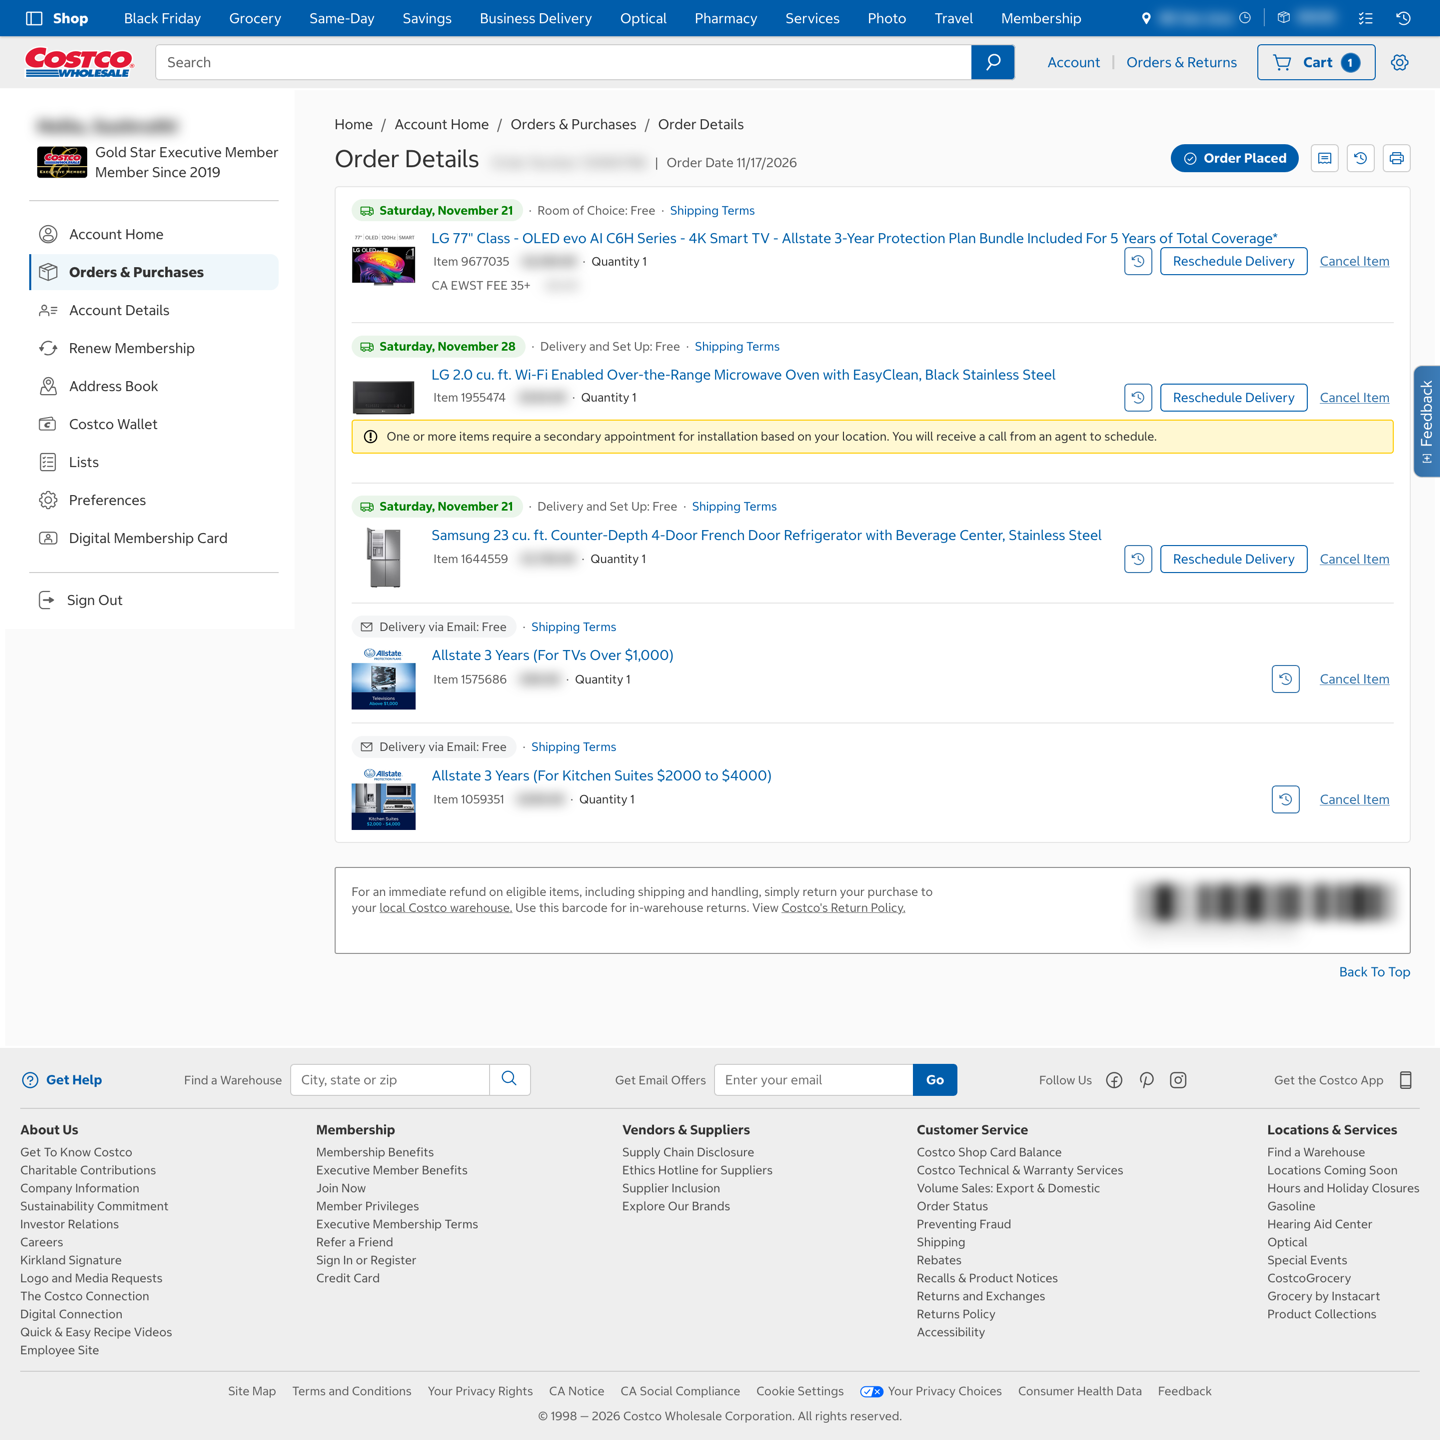 Shop
Black Friday
Grocery
Same-Day
Savings
Business Delivery
Optical
Pharmacy
Services
Photo
Travel
Membership
COSTCO
WHOLESALE
Search
Account
Orders & Returns
Cart 1
Gold Star Executive Member
Member Since 2019
Account Home
Orders & Purchases
Account Details
Renew Membership
Address Book
Costco Wallet
Lists
Preferences
Digital Membership Card
Sign Out
Home / Account Home / Orders & Purchases / Order Details
Order Details | Order Date 11/17/2026
Order Placed
Saturday, November 21 · Room of Choice: Free · Shipping Terms
77" OLED 120Hz SMART
LG 77" Class - OLED evo AI C6H Series - 4K Smart TV - Allstate 3-Year Protection Plan Bundle Included For 5 Years of Total Coverage*
Item 9677035 · Quantity 1
Reschedule Delivery
Cancel Item
CA EWST FEE 35+
Saturday, November 28 · Delivery and Set Up: Free · Shipping Terms
LG 2.0 cu. ft. Wi-Fi Enabled Over-the-Range Microwave Oven with EasyClean, Black Stainless Steel
Item 1955474 · Quantity 1
Reschedule Delivery
Cancel Item
One or more items require a secondary appointment for installation based on your location. You will receive a call from an agent to schedule.
Saturday, November 21 · Delivery and Set Up: Free · Shipping Terms
Samsung 23 cu. ft. Counter-Depth 4-Door French Door Refrigerator with Beverage Center, Stainless Steel
Item 1644559 · Quantity 1
Reschedule Delivery
Cancel Item
Delivery via Email: Free · Shipping Terms
Allstate
PROTECTION PLANS
Televisions
Above $1,000
Allstate 3 Years (For TVs Over $1,000)
Item 1575686 · Quantity 1
Cancel Item
Delivery via Email: Free · Shipping Terms
Allstate
PROTECTION PLANS
Kitchen Suites
$2,000 - $4,000
Allstate 3 Years (For Kitchen Suites $2000 to $4000)
Item 1059351 · Quantity 1
Cancel Item
For an immediate refund on eligible items, including shipping and handling, simply return your purchase to
your local Costco warehouse. Use this barcode for in-warehouse returns. View Costco's Return Policy.
Back To Top
[+] Feedback
Get Help
Find a Warehouse
City, state or zip
Get Email Offers
Enter your email
Go
Follow Us
Get the Costco App
About Us
Get To Know Costco
Charitable Contributions
Company Information
Sustainability Commitment
Investor Relations
Careers
Kirkland Signature
Logo and Media Requests
The Costco Connection
Digital Connection
Quick & Easy Recipe Videos
Employee Site
Membership
Membership Benefits
Executive Member Benefits
Join Now
Member Privileges
Executive Membership Terms
Refer a Friend
Sign In or Register
Credit Card
Vendors & Suppliers
Supply Chain Disclosure
Ethics Hotline for Suppliers
Supplier Inclusion
Explore Our Brands
Customer Service
Costco Shop Card Balance
Costco Technical & Warranty Services
Volume Sales: Export & Domestic
Order Status
Preventing Fraud
Shipping
Rebates
Recalls & Product Notices
Returns and Exchanges
Returns Policy
Accessibility
Locations & Services
Find a Warehouse
Locations Coming Soon
Hours and Holiday Closures
Gasoline
Hearing Aid Center
Optical
Special Events
CostcoGrocery
Grocery by Instacart
Product Collections
Site Map
Terms and Conditions
Your Privacy Rights
CA Notice
CA Social Compliance
Cookie Settings
Your Privacy Choices
Consumer Health Data
Feedback
© 1998 — 2026 Costco Wholesale Corporation. All rights reserved.